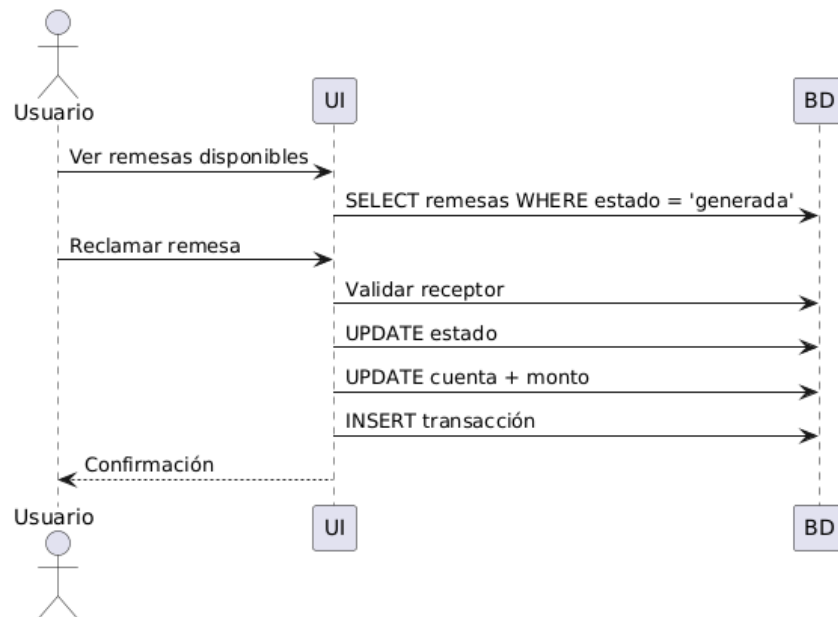 Usuario
UI
BD
Ver remesas disponibles
SELECT remesas WHERE estado = 'generada'
Reclamar remesa
Validar receptor
UPDATE estado
UPDATE cuenta + monto
INSERT transacción
Confirmación
Usuario
UI
BD